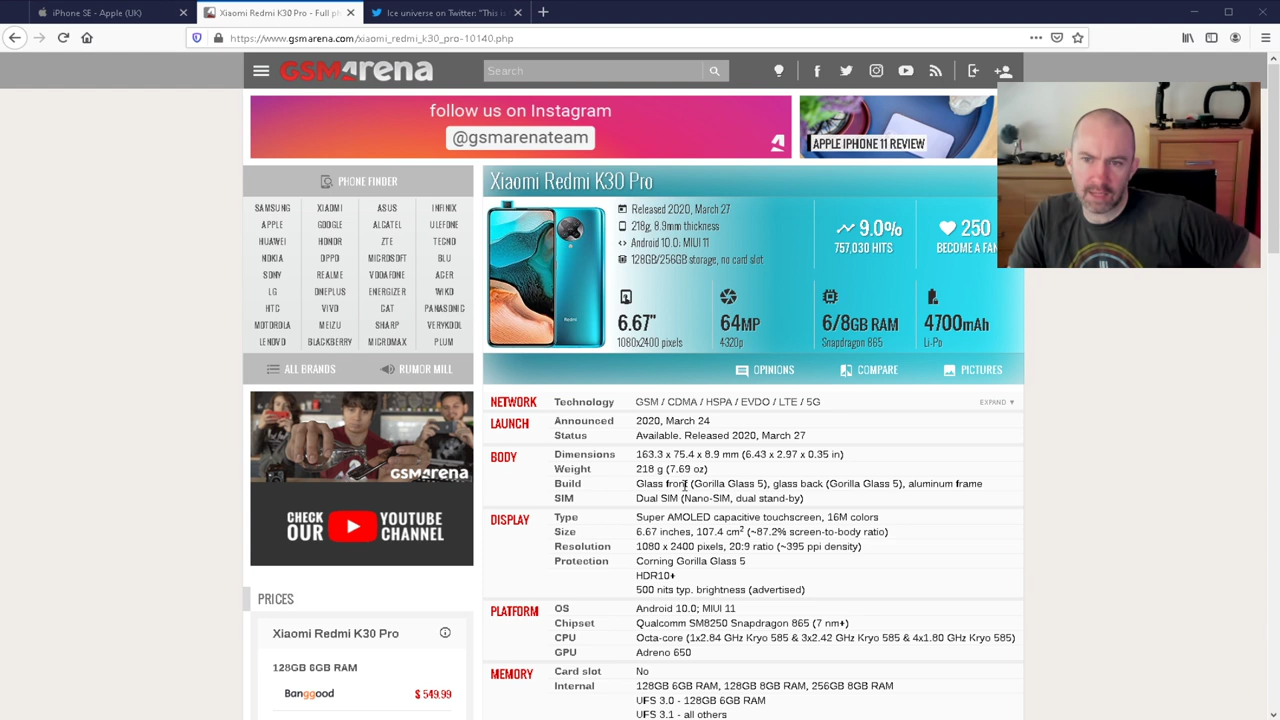 iPhone SE - Apple (UK)
Xiaomi Redmi K30 Pro - Full ph
Ice universe on Twitter: "This is
https://www.gsmarena.com/xiaomi_redmi_k30_pro-10140.php
GSMArena
Search
follow us on Instagram
@gsmarenateam
APPLE IPHONE 11 REVIEW
PHONE FINDER
SAMSUNG XIAOMI ASUS INFINIX
APPLE GOOGLE ALCATEL ULEFONE
HUAWEI HONOR ZTE TECNO
NOKIA OPPO MICROSOFT BLU
SONY REALME VODAFONE ACER
LG ONEPLUS ENERGIZER WIKO
HTC VIVO CAT PANASONIC
MOTOROLA MEIZU SHARP VERYKOOL
LENOVO BLACKBERRY MICROMAX PLUM
ALL BRANDS RUMOR MILL
Xiaomi Redmi K30 Pro
Released 2020, March 27
218g, 8.9mm thickness
Android 10.0, MIUI 11
128GB/256GB storage, no card slot
9.0%
757,030 HITS
250
BECOME A FAN
6.67"
1080x2400 pixels
64MP
4320p
6/8GB RAM
Snapdragon 865
4700mAh
Li-Po
OPINIONS COMPARE PICTURES
GSMArena
CHECK OUR YOUTUBE CHANNEL
PRICES
Xiaomi Redmi K30 Pro
128GB 6GB RAM
Banggood $ 549.99
NETWORK Technology GSM / CDMA / HSPA / EVDO / LTE / 5G EXPAND ▼
LAUNCH Announced 2020, March 24
Status Available. Released 2020, March 27
BODY Dimensions 163.3 x 75.4 x 8.9 mm (6.43 x 2.97 x 0.35 in)
Weight 218 g (7.69 oz)
Build Glass front (Gorilla Glass 5), glass back (Gorilla Glass 5), aluminum frame
SIM Dual SIM (Nano-SIM, dual stand-by)
DISPLAY Type Super AMOLED capacitive touchscreen, 16M colors
Size 6.67 inches, 107.4 cm2 (~87.2% screen-to-body ratio)
Resolution 1080 x 2400 pixels, 20:9 ratio (~395 ppi density)
Protection Corning Gorilla Glass 5
HDR10+
500 nits typ. brightness (advertised)
PLATFORM OS Android 10.0; MIUI 11
Chipset Qualcomm SM8250 Snapdragon 865 (7 nm+)
CPU Octa-core (1x2.84 GHz Kryo 585 & 3x2.42 GHz Kryo 585 & 4x1.80 GHz Kryo 585)
GPU Adreno 650
MEMORY Card slot No
Internal 128GB 6GB RAM, 128GB 8GB RAM, 256GB 8GB RAM
UFS 3.0 - 128GB 6GB RAM
UFS 3.1 - all others